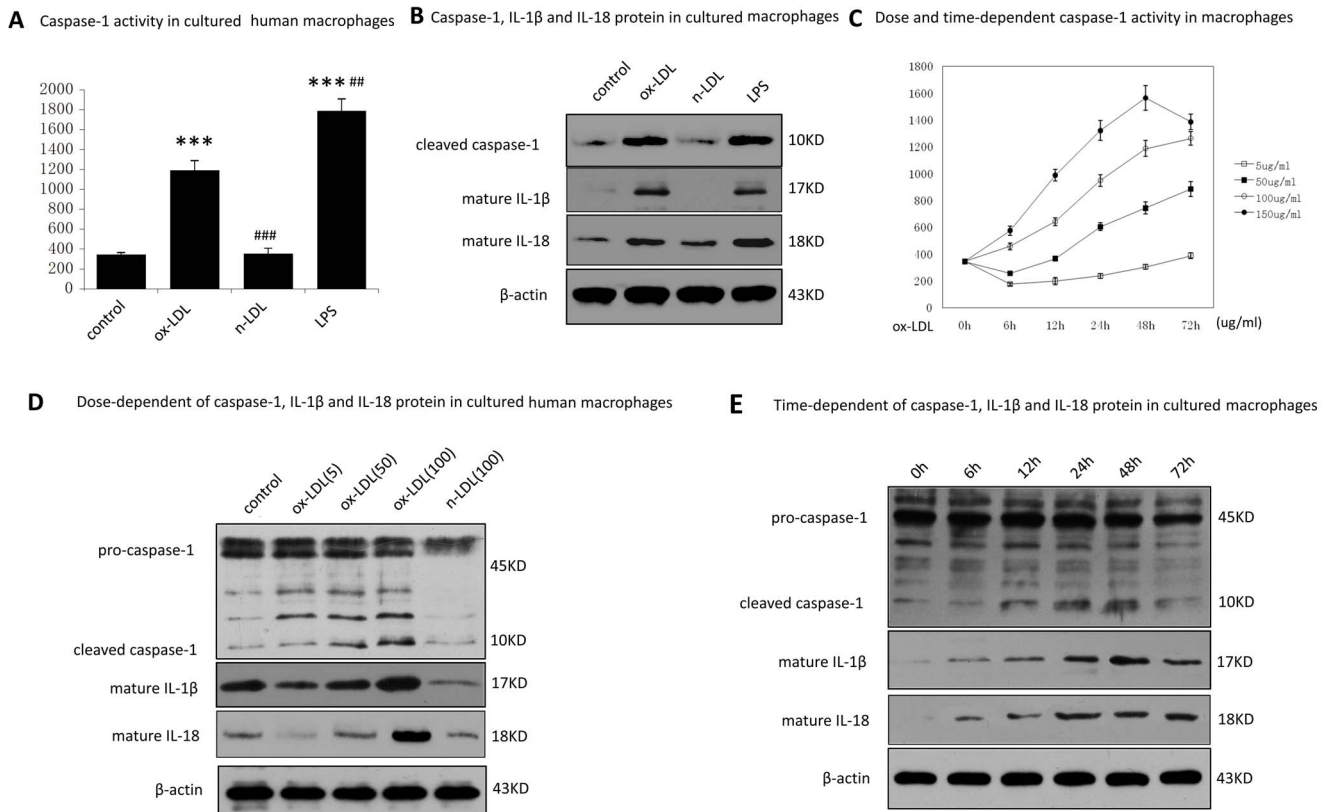 A Caspase-1 activity in cultured human macrophages
*** ##
***
###
2000
1800
1600
1400
1200
1000
800
600
400
200
0
control
ox-LDL
n-LDL
LPS
B Caspase-1, IL-1β and IL-18 protein in cultured macrophages
control
ox-LDL
n-LDL
LPS
cleaved caspase-1 10KD
mature IL-1β 17KD
mature IL-18 18KD
β-actin 43KD
C Dose and time-dependent caspase-1 activity in macrophages
1800
1600
1400
1200
1000
800
600
400
200
0
ox-LDL 0h 6h 12h 24h 48h 72h (ug/ml)
5ug/ml
50ug/ml
100ug/ml
150ug/ml
D Dose-dependent of caspase-1, IL-1β and IL-18 protein in cultured human macrophages
control
ox-LDL(5)
ox-LDL(50)
ox-LDL(100)
n-LDL(100)
pro-caspase-1
45KD
cleaved caspase-1 10KD
mature IL-1β 17KD
mature IL-18 18KD
β-actin 43KD
E Time-dependent of caspase-1, IL-1β and IL-18 protein in cultured macrophages
0h 6h 12h 24h 48h 72h
pro-caspase-1 45KD
cleaved caspase-1 10KD
mature IL-1β 17KD
mature IL-18 18KD
β-actin 43KD